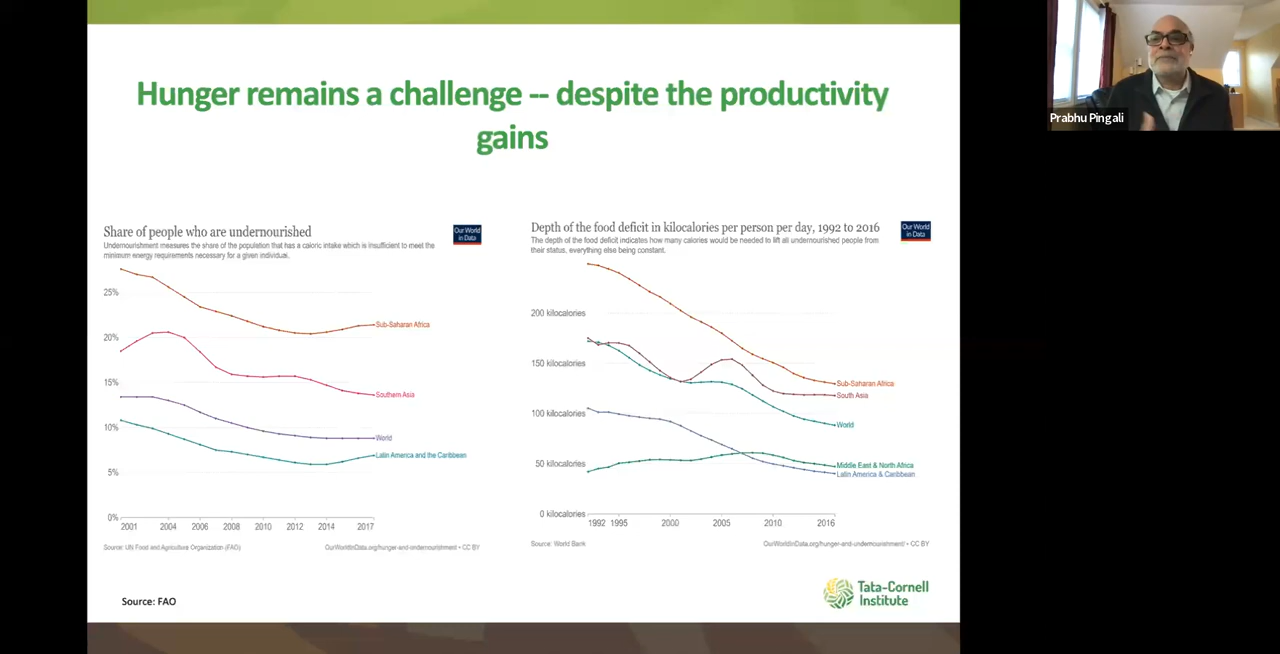 Hunger remains a challenge -- despite the productivity
gains
Share of people who are undernourished
Undernourishment measures the share of the population that has a caloric intake which is insufficient to meet the
minimum energy requirements necessary for a given individual.
Our World
in Data
25%
20%
15%
10%
5%
0%
Sub-Saharan Africa
Southern Asia
World
Latin America and the Caribbean
2001 2004 2006 2008 2010 2012 2014 2017
Source: UN Food and Agriculture Organization (FAO)
OurWorldInData.org/hunger-and-undernourishment • CC BY
Depth of the food deficit in kilocalories per person per day, 1992 to 2016
The depth of the food deficit indicates how many calories would be needed to lift all undernourished people from
their status, everything else being constant.
Our World
in Data
200 kilocalories
150 kilocalories
100 kilocalories
50 kilocalories
0 kilocalories
Sub-Saharan Africa
South Asia
World
Middle East & North Africa
Latin America & Caribbean
1992 1995 2000 2005 2010 2016
Source: World Bank
OurWorldInData.org/hunger-and-undernourishment/ • CC BY
Source: FAO
Tata-Cornell
Institute
Prabhu Pingali